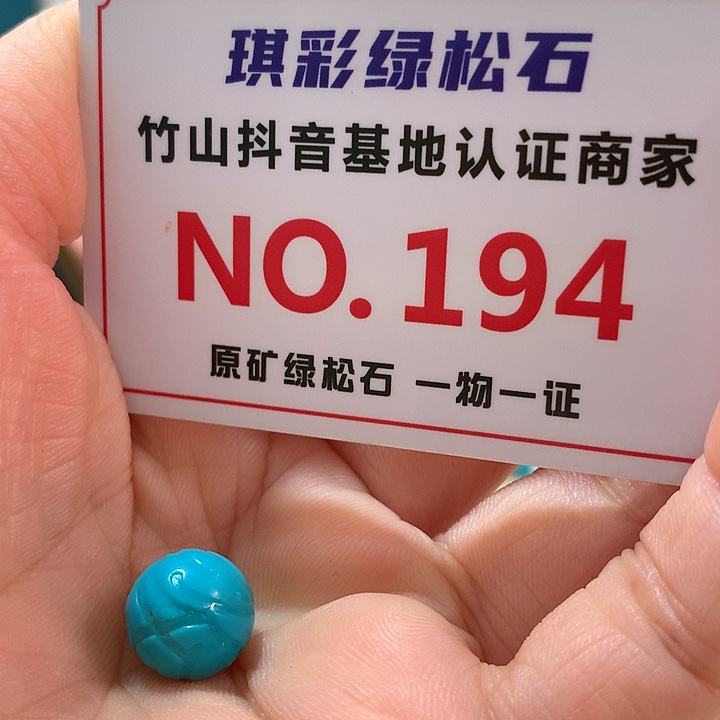 琪彩绿松石
竹山抖音基地认证商家
NO.194
原矿绿松石 一物一证